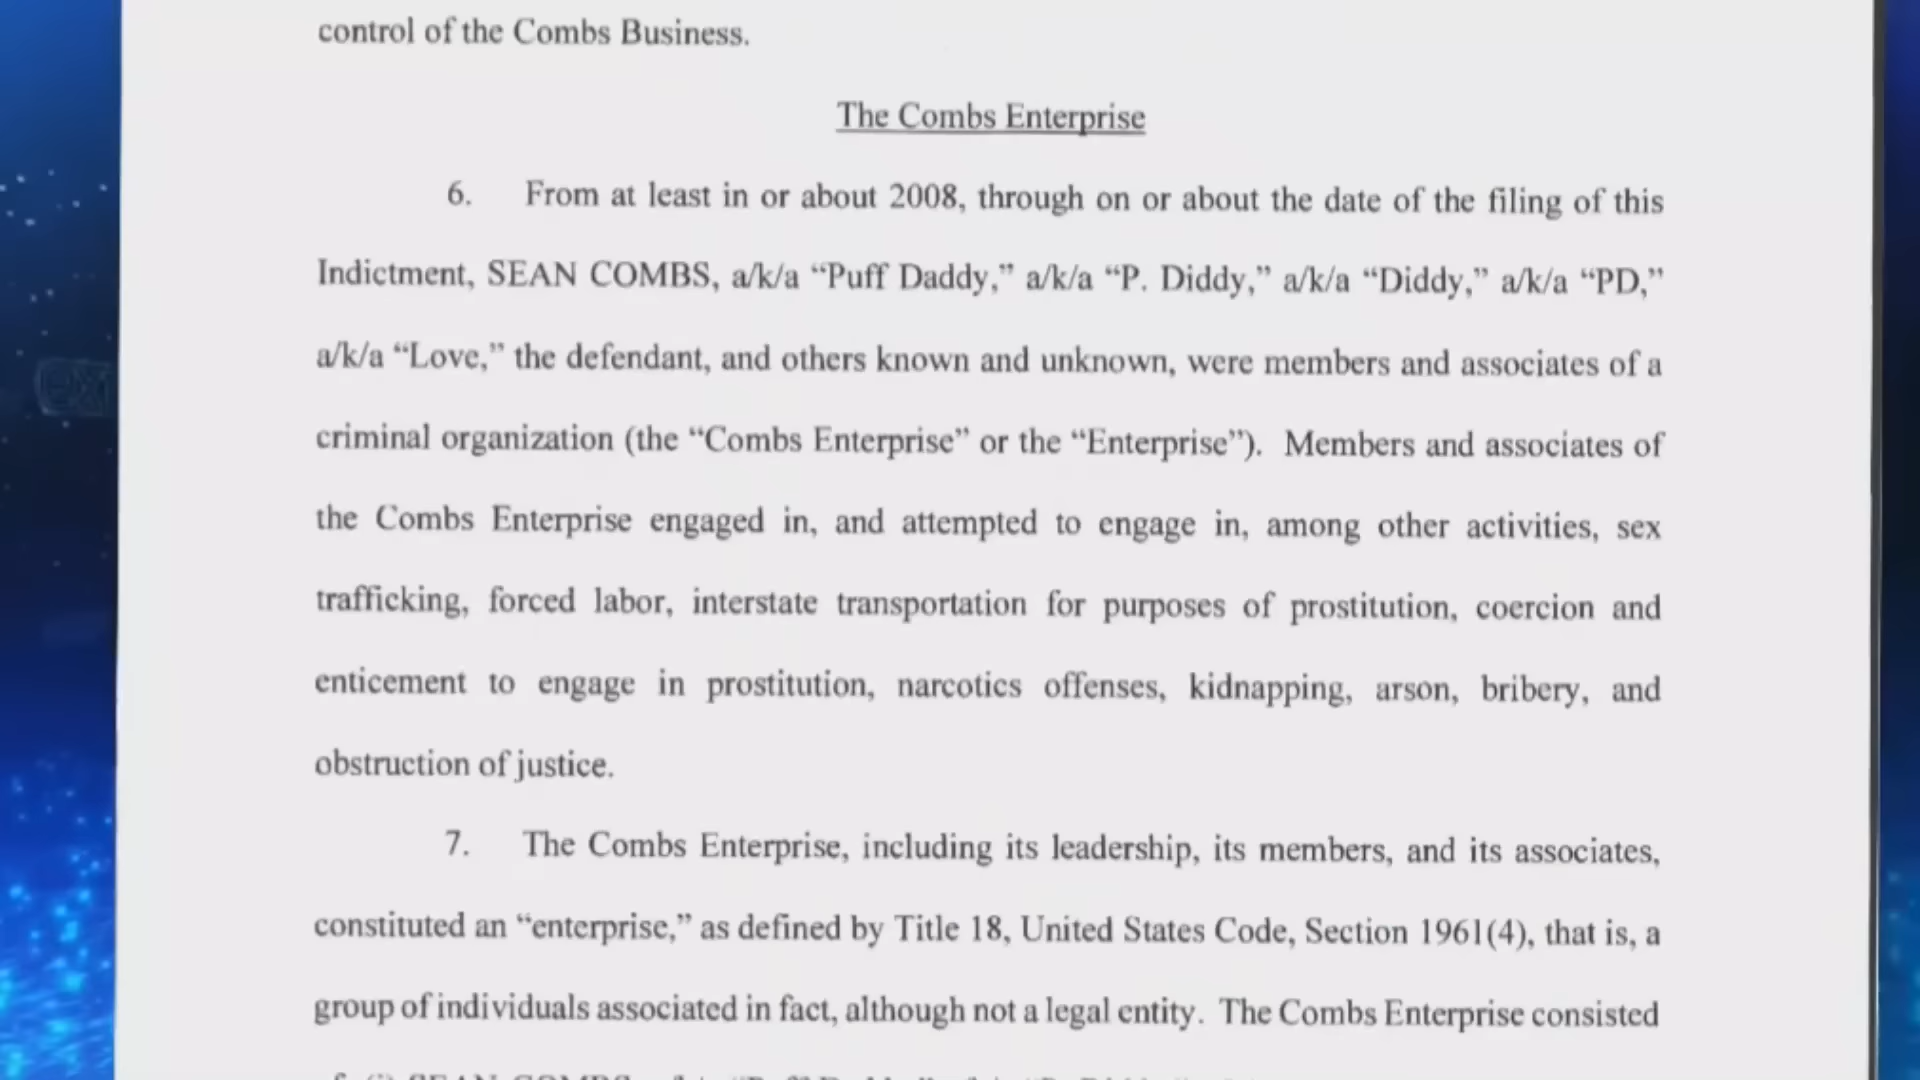 control of the Combs Business.
The Combs Enterprise
6. From at least in or about 2008, through on or about the date of the filing of this
Indictment, SEAN COMBS, a/k/a “Puff Daddy,” a/k/a “P. Diddy,” a/k/a “Diddy,” a/k/a “PD,”
a/k/a “Love,” the defendant, and others known and unknown, were members and associates of a
criminal organization (the “Combs Enterprise” or the “Enterprise”). Members and associates of
the Combs Enterprise engaged in, and attempted to engage in, among other activities, sex
trafficking, forced labor, interstate transportation for purposes of prostitution, coercion and
enticement to engage in prostitution, narcotics offenses, kidnapping, arson, bribery, and
obstruction of justice.
7. The Combs Enterprise, including its leadership, its members, and its associates,
constituted an “enterprise,” as defined by Title 18, United States Code, Section 1961(4), that is, a
group of individuals associated in fact, although not a legal entity. The Combs Enterprise consisted